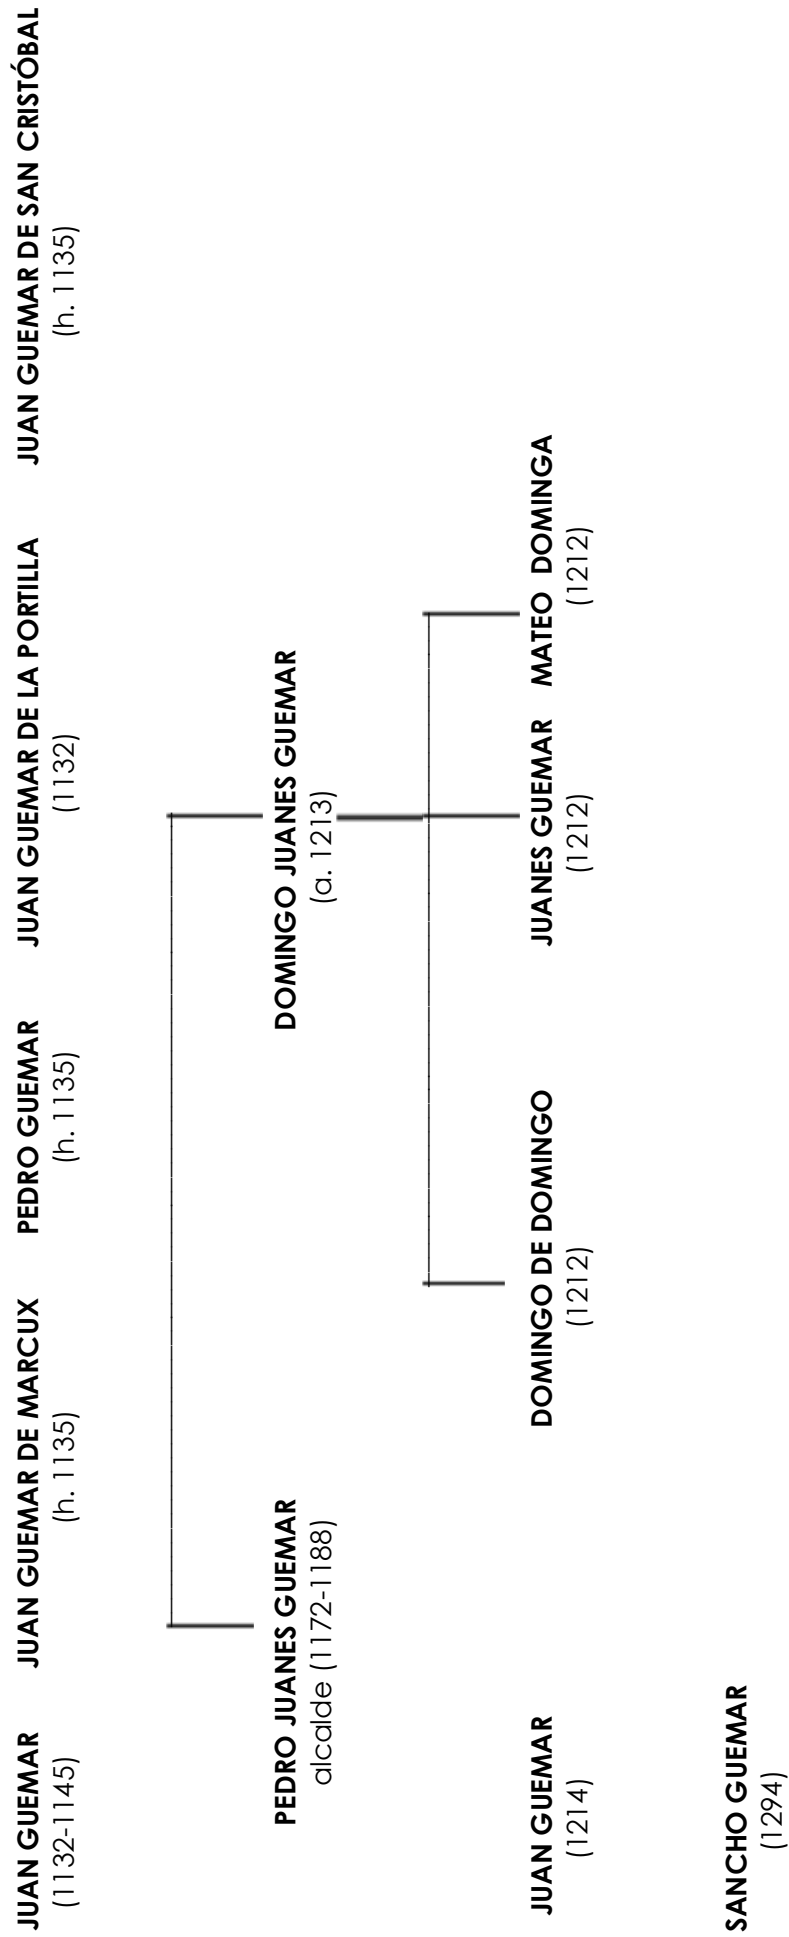 JUAN GUEMAR
(1132-1145)
JUAN GUEMAR DE MARCUX
(h. 1135)
PEDRO GUEMAR
(h. 1135)
JUAN GUEMAR DE LA PORTILLA
(1132)
JUAN GUEMAR DE SAN CRISTÓBAL
(h. 1135)
PEDRO JUANES GUEMAR
alcalde (1172-1188)
DOMINGO JUANES GUEMAR
(a. 1213)
JUAN GUEMAR
(1214)
DOMINGO DE DOMINGO
(1212)
JUANES GUEMAR
(1212)
MATEO DOMINGA
(1212)
SANCHO GUEMAR
(1294)